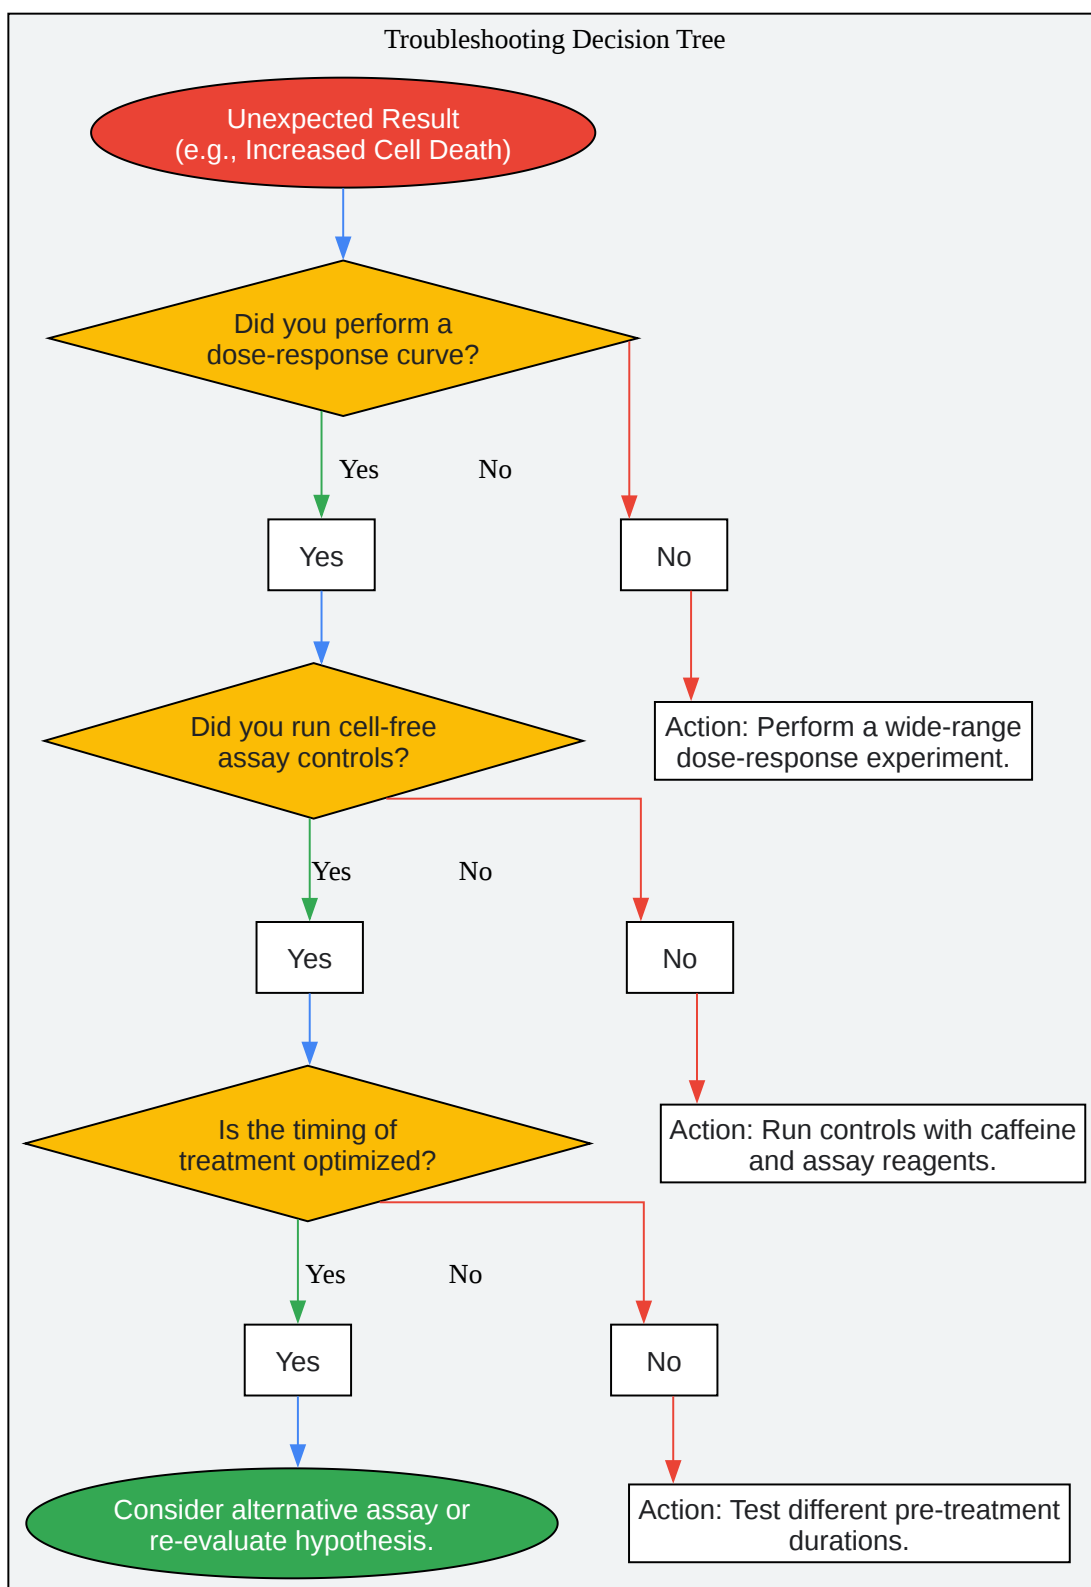 Troubleshooting Decision Tree
Unexpected Result
(e.g., Increased Cell Death)
Did you perform a
dose-response curve?
Yes
No
Yes
No
Did you run cell-free
assay controls?
Action: Perform a wide-range
dose-response experiment.
Yes
No
Yes
No
Is the timing of
treatment optimized?
Action: Run controls with caffeine
and assay reagents.
Yes
No
Yes
No
Consider alternative assay or
re-evaluate hypothesis.
Action: Test different pre-treatment
durations.